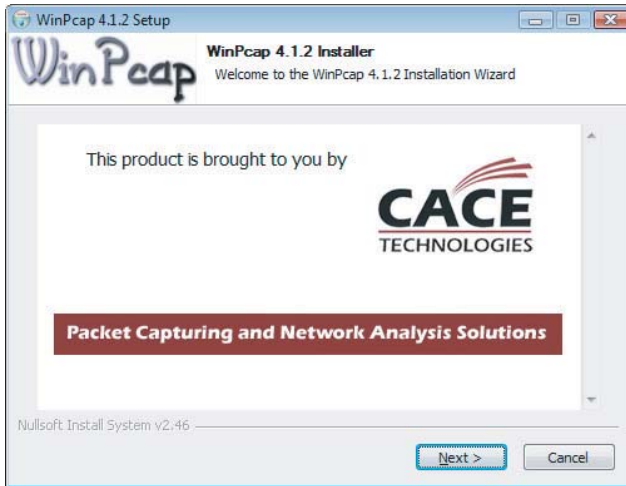 WinPcap 4.1.2 Setup
WinPcap
WinPcap 4.1.2 Installer
Welcome to the WinPcap 4.1.2 Installation Wizard
This product is brought to you by
CACE
TECHNOLOGIES
Packet Capturing and Network Analysis Solutions
Nullsoft Install System v2.46
Next >
Cancel